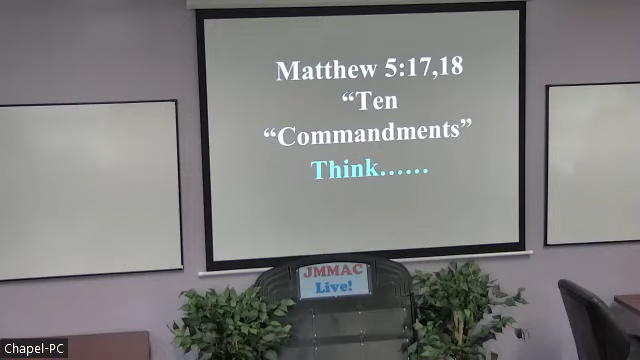 Matthew 5:17,18
“Ten
“Commandments”
Think......
JMMAC
Live!
Chapel-PC